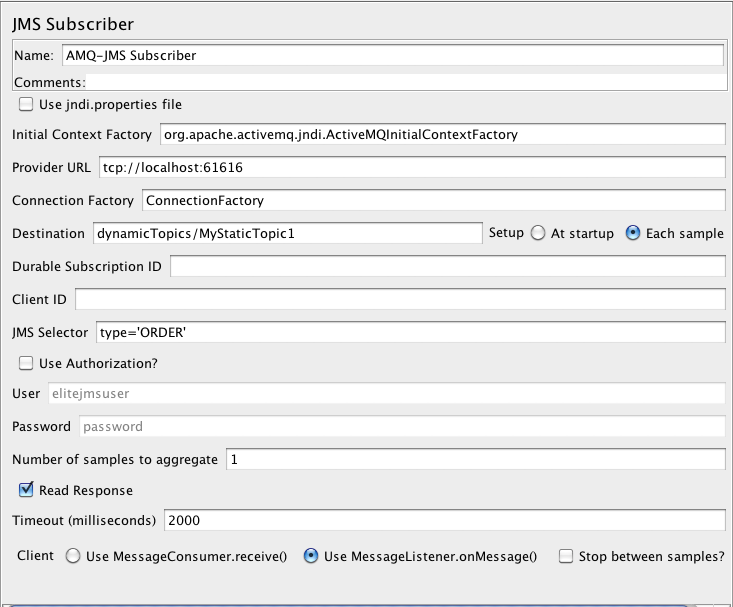 JMS Subscriber
Name: AMQ-JMS Subscriber
Comments:
Use jndi.properties file
Initial Context Factory org.apache.activemq.jndi.ActiveMQInitialContextFactory
Provider URL tcp://localhost:61616
Connection Factory ConnectionFactory
Destination dynamicTopics/MyStaticTopic1 Setup At startup Each sample
Durable Subscription ID
Client ID
JMS Selector type='ORDER'
Use Authorization?
User elitejmsuser
Password password
Number of samples to aggregate 1
Read Response
Timeout (milliseconds) 2000
Client Use MessageConsumer.receive() Use MessageListener.onMessage() Stop between samples?